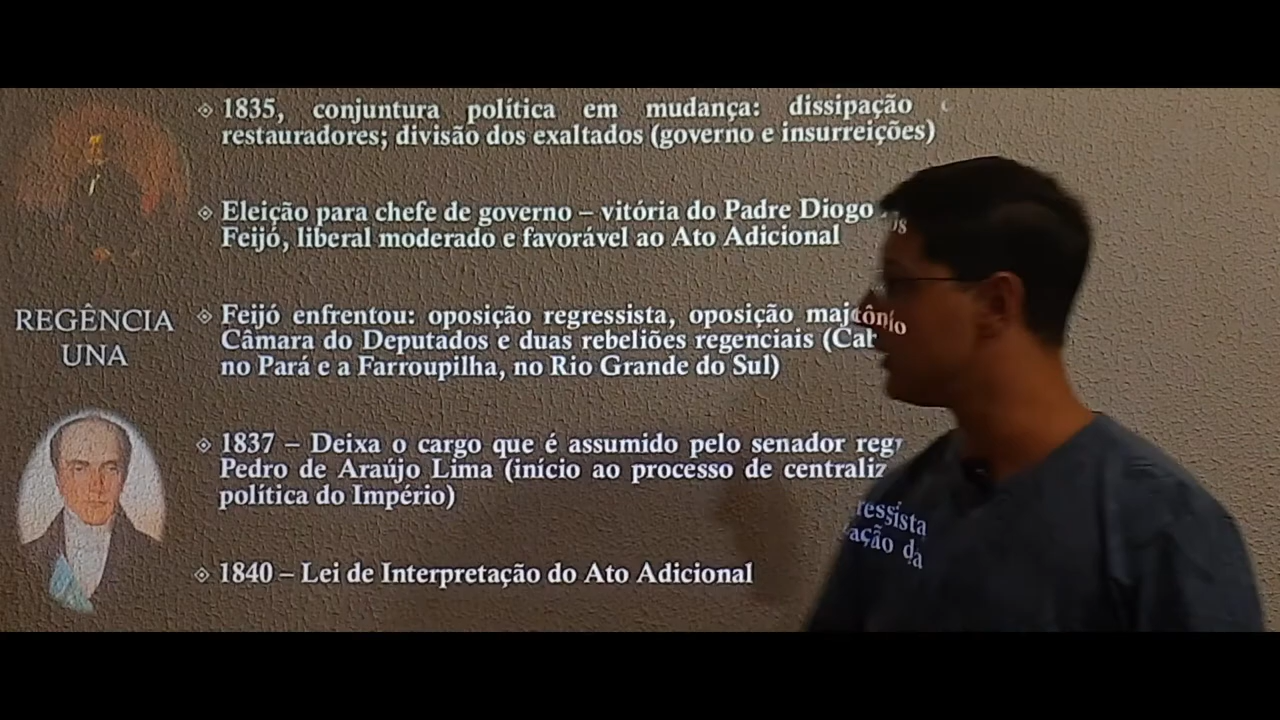 1835, conjuntura política em mudança: dissipação
restauradores; divisão dos exaltados (governo e insurreições)
Eleição para chefe de governo – vitória do Padre Diogo
Feijó, liberal moderado e favorável ao Ato Adicional
REGÊNCIA
UNA
Feijó enfrentou: oposição regressista, oposição
Câmara do Deputados e duas rebeliões regenciais
no Pará e a Farroupilha, no Rio Grande do Sul)
1837 – Deixa o cargo que é assumido pelo senador regressista
Pedro de Araújo Lima (início ao processo de centralização da
política do Império)
1840 – Lei de Interpretação do Ato Adicional